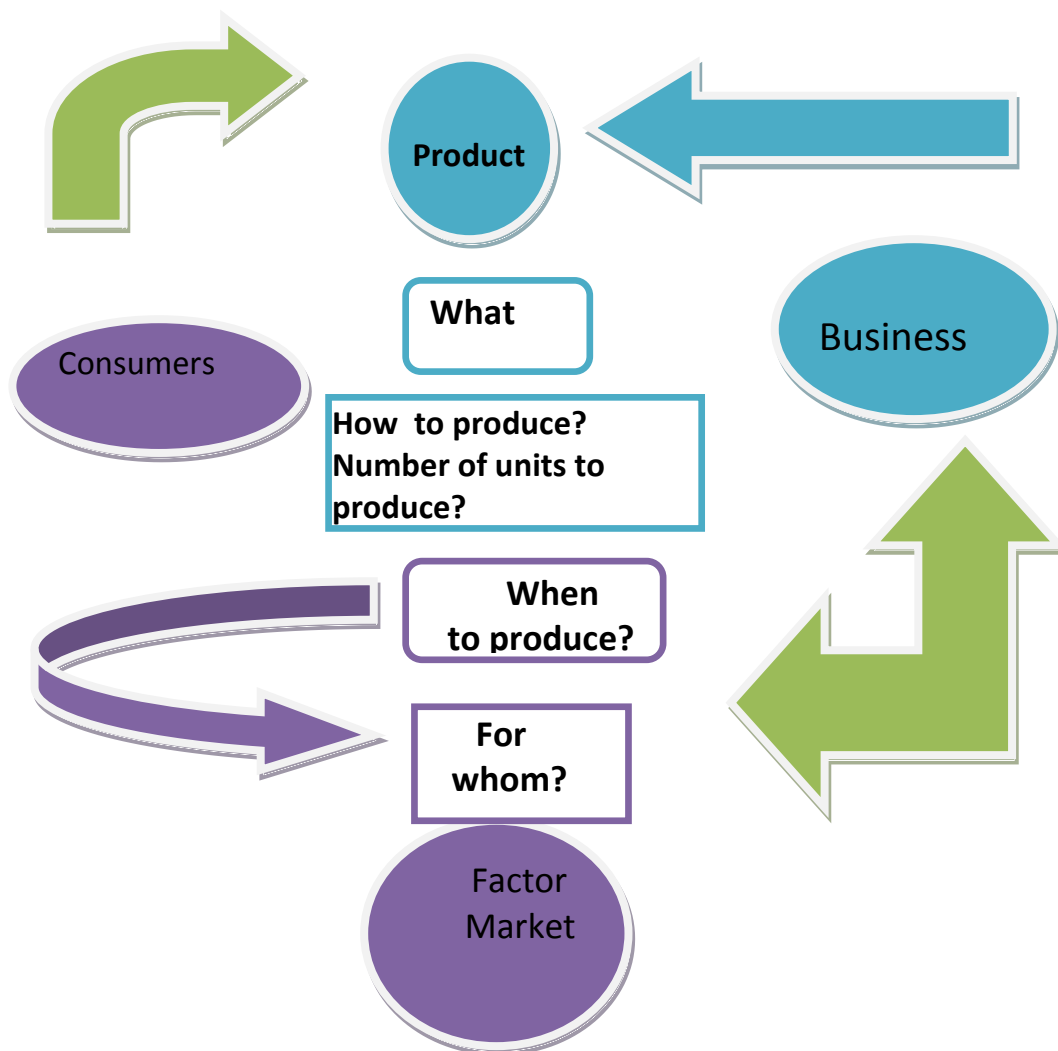 Product
What
Consumers
Business
How to produce?
Number of units to
produce?
When
to produce?
For
whom?
Factor
Market